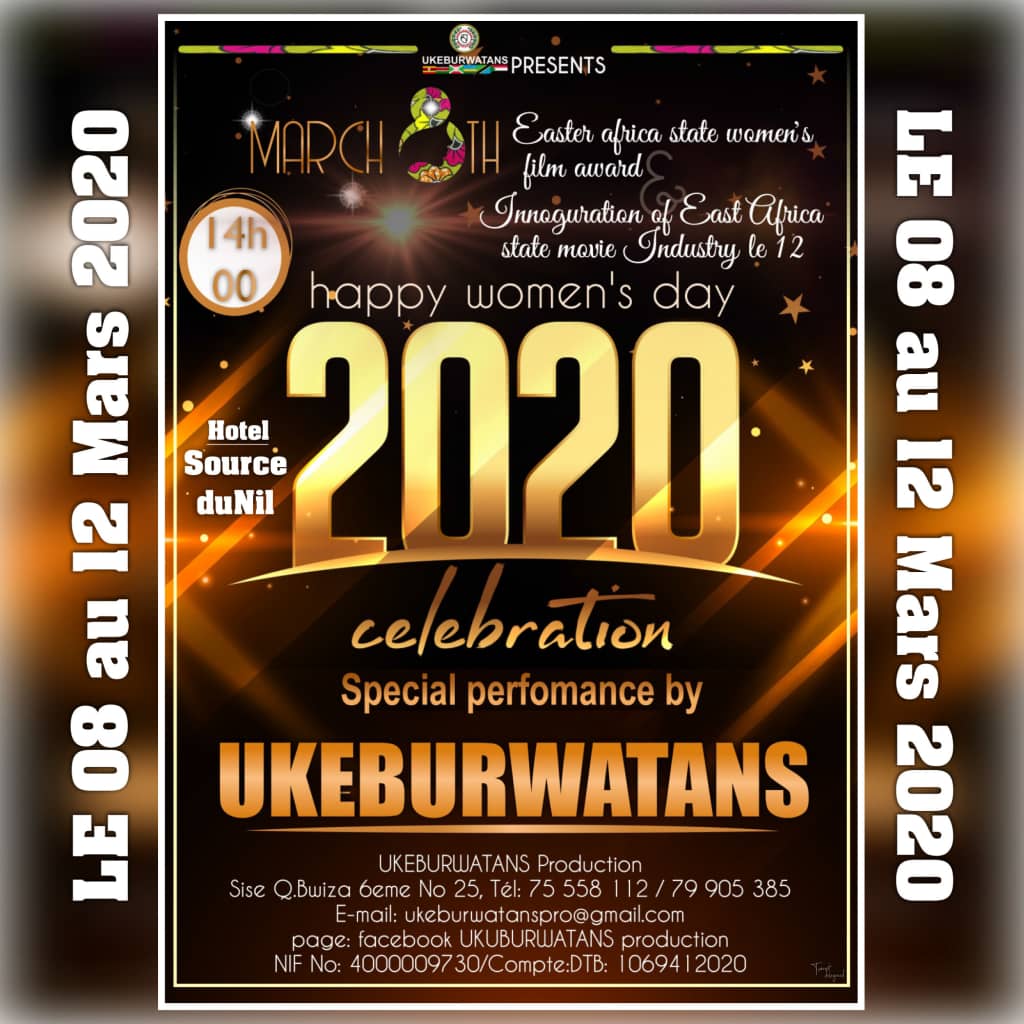 LE 08 au 12 Mars 2020
UKEBURWATANS PRESENTS
MARCH 8TH
Easter africa state women's
film award
&
Innoguration of East Africa
state movie Industry le 12
14h
00
happy women's day
2020
Hotel
Source
duNil
celebration
Special perfomance by
UKEBURWATANS
UKEBURWATANS Production
Sise Q.Bwiza 6eme No 25, Tél: 75 558 112 / 79 905 385
E-mail: ukeburwatanspro@gmail.com
page: facebook UKUBURWATANS production
NIF No: 4000009730/Compte:DTB: 1069412020
LE 08 au 12 Mars 2020